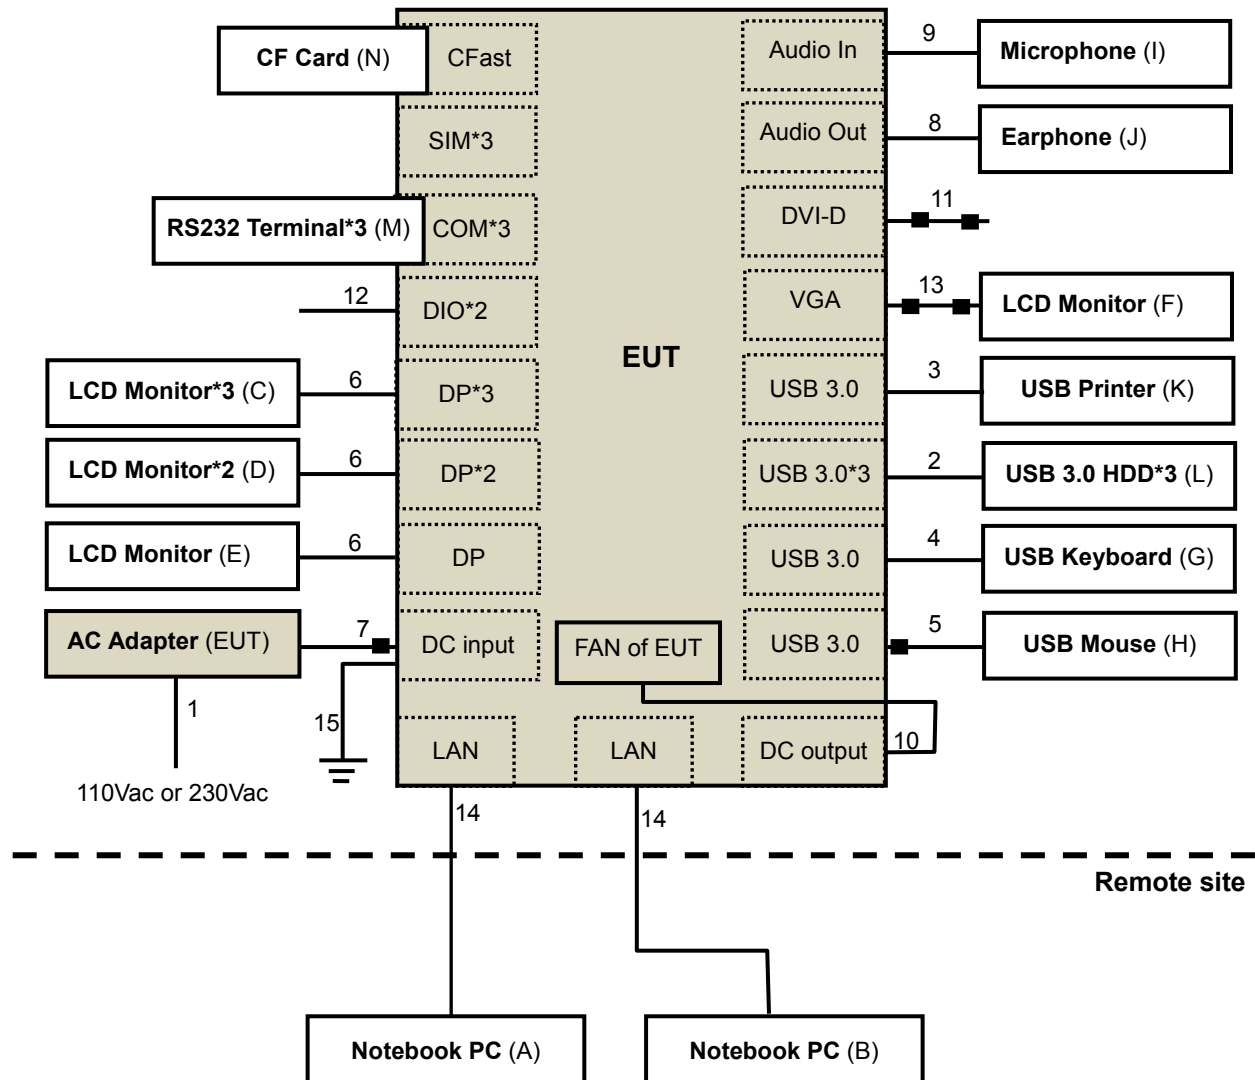 CF Card (N)
CFast
Audio In
9
Microphone (I)
SIM*3
Audio Out
8
Earphone (J)
RS232 Terminal*3 (M)
COM*3
DVI-D
11
12
DIO*2
VGA
13
LCD Monitor (F)
EUT
LCD Monitor*3 (C)
6
DP*3
USB 3.0
3
USB Printer (K)
LCD Monitor*2 (D)
6
DP*2
USB 3.0*3
2
USB 3.0 HDD*3 (L)
LCD Monitor (E)
6
DP
USB 3.0
4
USB Keyboard (G)
AC Adapter (EUT)
7
DC input
FAN of EUT
USB 3.0
5
USB Mouse (H)
1
15
LAN
LAN
DC output
10
110Vac or 230Vac
14
14
Remote site
Notebook PC (A)
Notebook PC (B)